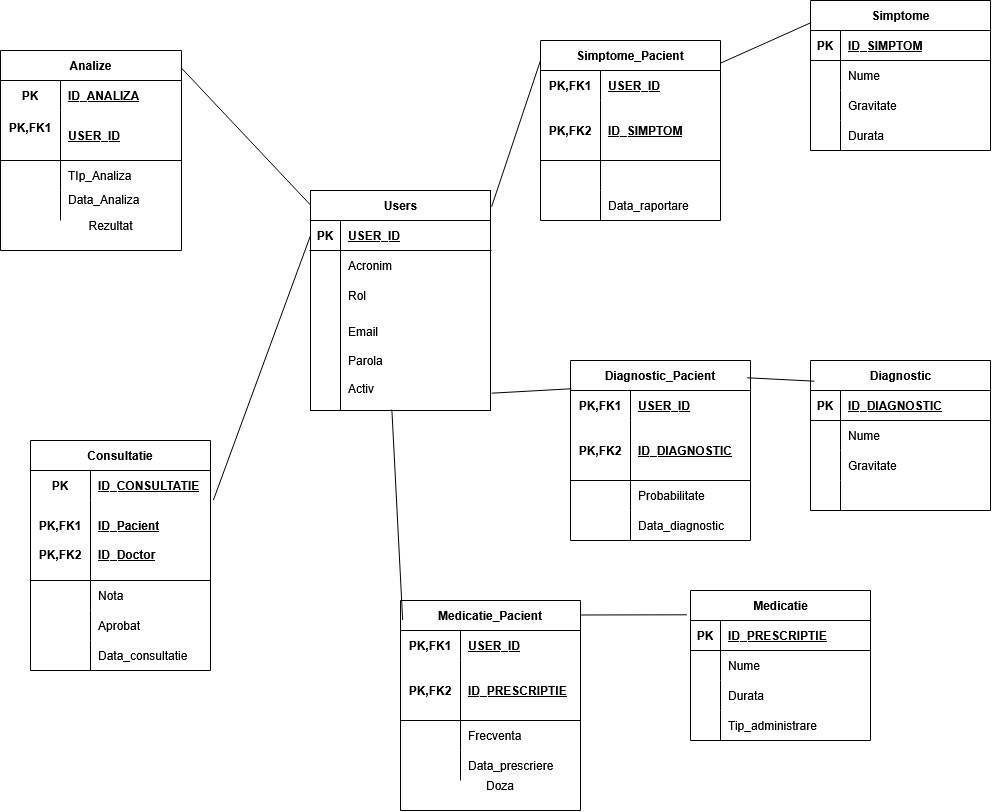 Simptome
PK ID_SIMPTOM
Nume
Gravitate
Durata
Simptome_Pacient
PK,FK1 USER_ID
PK,FK2 ID_SIMPTOM
Data_raportare
Analize
PK ID_ANALIZA
PK,FK1 USER_ID
TIp_Analiza
Data_Analiza
Rezultat
Users
PK USER_ID
Acronim
Rol
Email
Parola
Activ
Diagnostic_Pacient
PK,FK1 USER_ID
PK,FK2 ID_DIAGNOSTIC
Probabilitate
Data_diagnostic
Diagnostic
PK ID_DIAGNOSTIC
Nume
Gravitate
Consultatie
PK ID_CONSULTATIE
PK,FK1 ID_Pacient
PK,FK2 ID_Doctor
Nota
Aprobat
Data_consultatie
Medicatie_Pacient
PK,FK1 USER_ID
PK,FK2 ID_PRESCRIPTIE
Frecventa
Data_prescriere
Doza
Medicatie
PK ID_PRESCRIPTIE
Nume
Durata
Tip_administrare